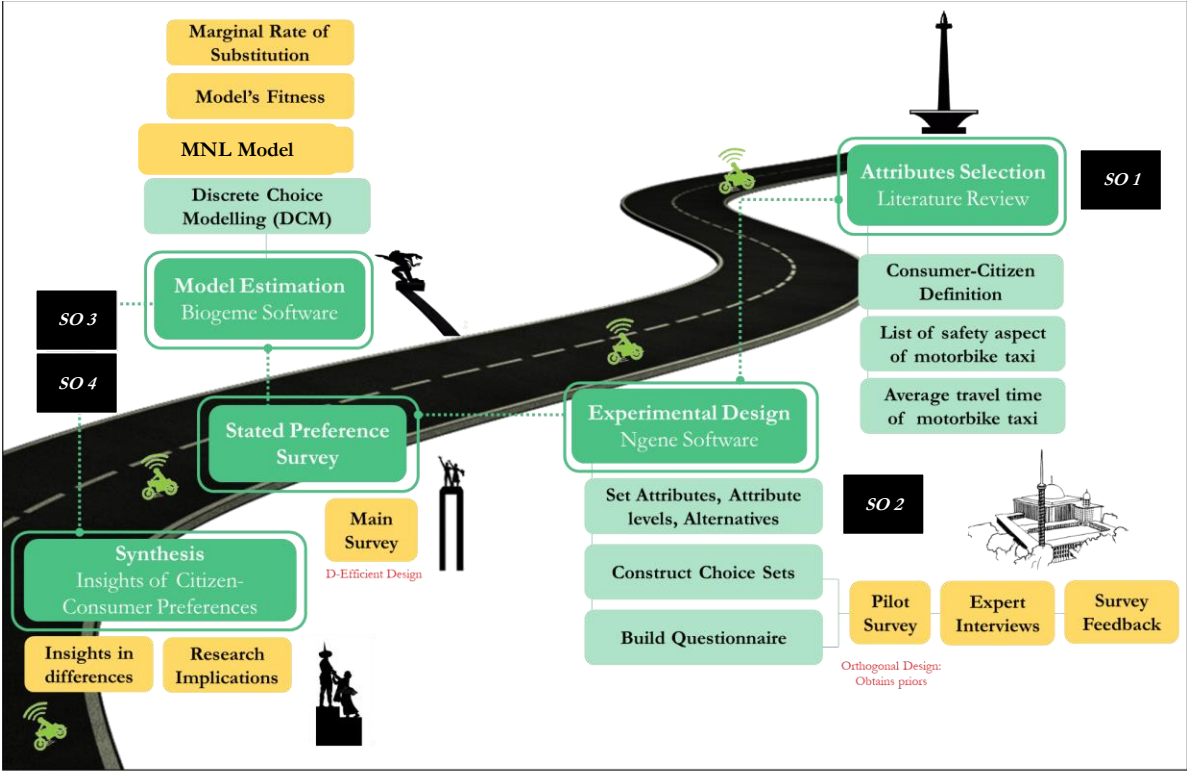 Marginal Rate of
Substitution
Model's Fitness
MNL Model
Discrete Choice
Modelling (DCM)
Model Estimation
Biogeme Software
SO 3
SO 4
Attributes Selection
Literature Review
SO 1
Consumer-Citizen
Definition
List of safety aspect
of motorbike taxi
Average travel time
of motorbike taxi
Experimental Design
Ngene Software
Stated Preference
Survey
Set Attributes, Attribute
levels, Alternatives
SO 2
Main
Survey
D-Efficient Design
Synthesis
Insights of Citizen-
Consumer Preferences
Construct Choice Sets
Build Questionnaire
Pilot
Survey
Expert
Interviews
Survey
Feedback
Orthogonal Design:
Obtains priors
Insights in
differences
Research
Implications